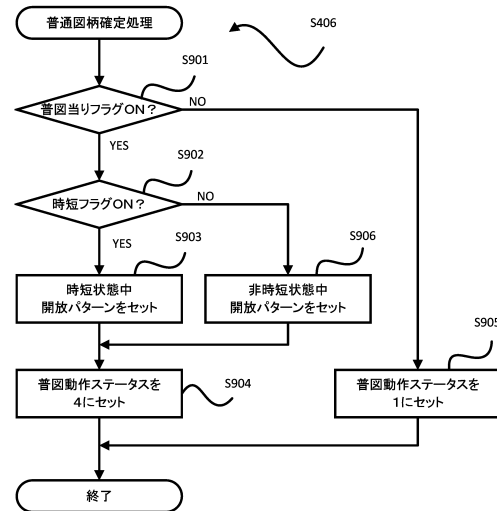 普通図柄確定処理
S406
S901
普図当りフラグON？
NO
YES
S902
時短フラグON？
NO
YES
S903
S906
時短状態中
開放パターンをセット
非時短状態中
開放パターンをセット
S905
普図動作ステータスを
4にセット
S904
普図動作ステータスを
1にセット
終了